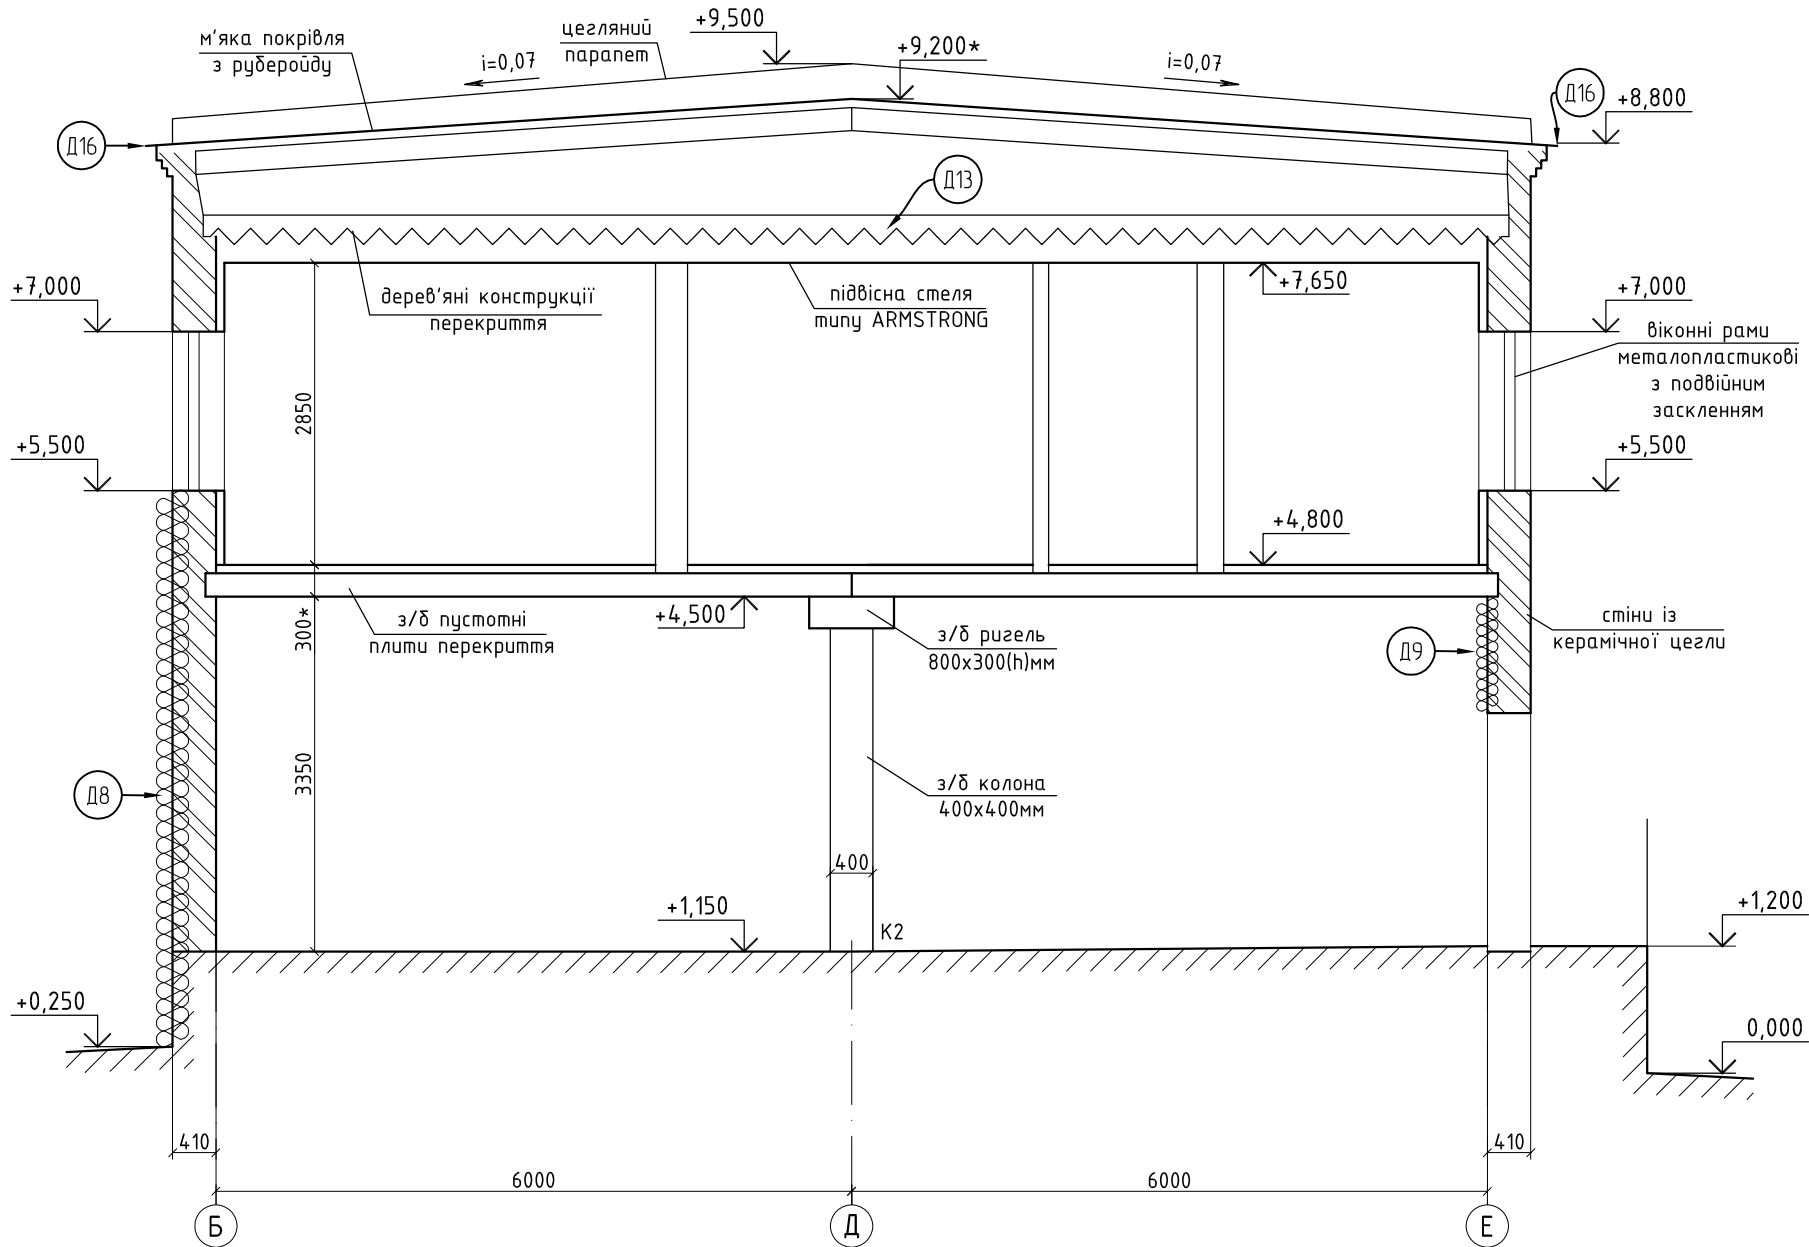 +9,500
цегляний
парапет
м'яка покрівля
з руберойду
i=0,07
+9,200*
i=0,07
Д16
+8,800
Д16
Д13
+7,000
дерев'яні конструкції
перекриття
підвісна стеля
типу ARMSTRONG
+7,650
+7,000
віконні рами
металопластикові
з подвійним
заскленням
2850
+5,500
+5,500
+4,800
300*
з/б пустотні
плити перекриття
+4,500
з/б ригель
800х300(h)мм
Д9
стіни із
керамічної цегли
3350
Д8
з/б колона
400х400мм
400
+1,150
К2
+1,200
+0,250
0,000
410
410
6000
6000
Б
Д
Е